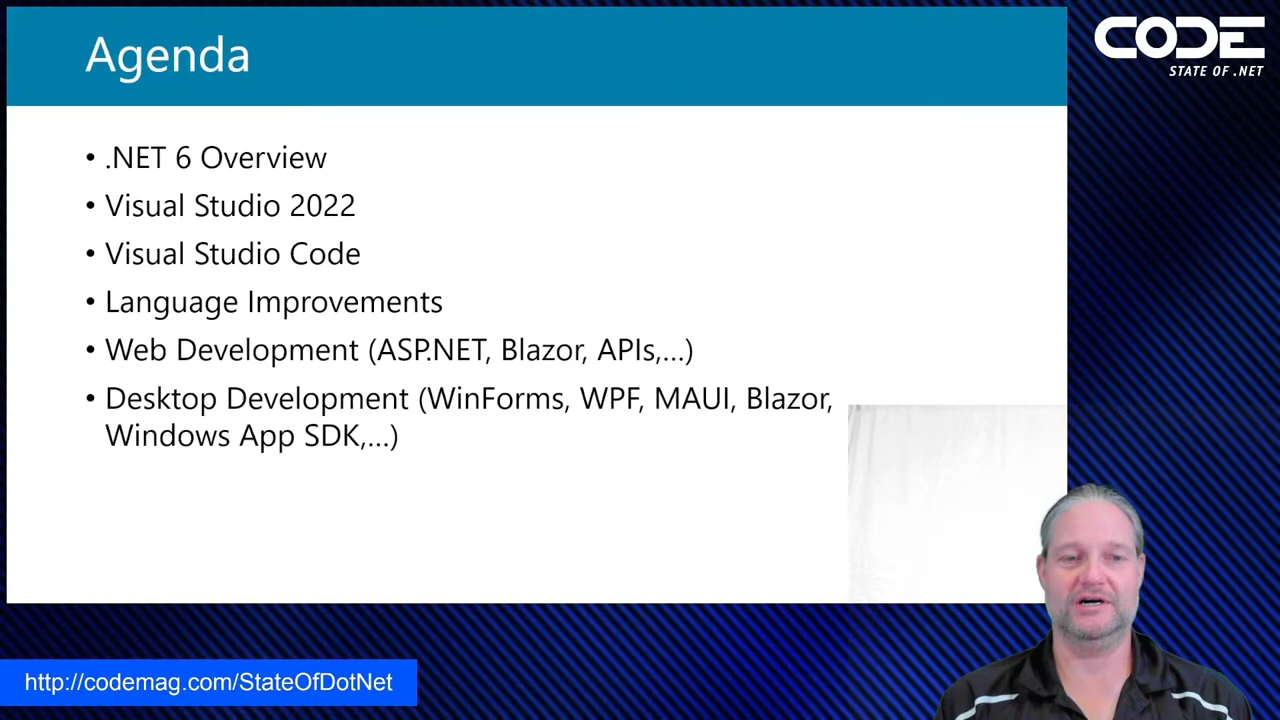 Agenda
CODE
STATE OF .NET
• .NET 6 Overview
• Visual Studio 2022
• Visual Studio Code
• Language Improvements
• Web Development (ASP.NET, Blazor, APIs,...)
• Desktop Development (WinForms, WPF, MAUI, Blazor,
Windows App SDK,...)
http://codemag.com/StateOfDotNet